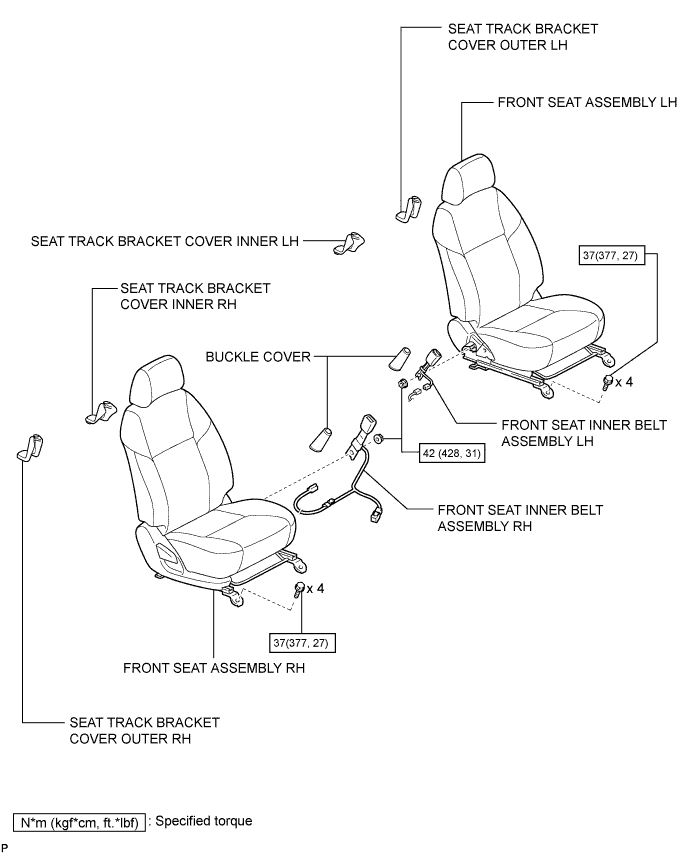 SEAT TRACK BRACKET
COVER OUTER LH
FRONT SEAT ASSEMBLY LH
SEAT TRACK BRACKET COVER INNER LH
37(377, 27)
SEAT TRACK BRACKET
COVER INNER RH
BUCKLE COVER
x 4
FRONT SEAT INNER BELT
ASSEMBLY LH
42 (428, 31)
FRONT SEAT INNER BELT
ASSEMBLY RH
x 4
37(377, 27)
FRONT SEAT ASSEMBLY RH
SEAT TRACK BRACKET
COVER OUTER RH
N*m (kgf*cm, ft.*lbf) : Specified torque
P